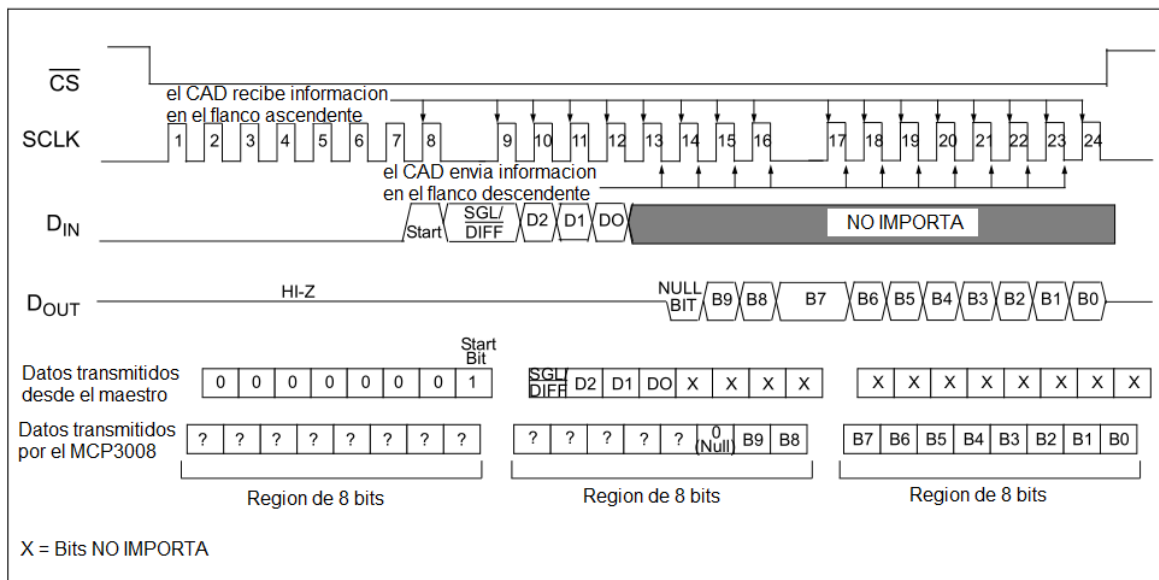 CS
el CAD recibe informacion
en el flanco ascendente
SCLK
1 2 3 4 5 6 7 8 9 10 11 12 13 14 15 16 17 18 19 20 21 22 23 24
el CAD envia informacion
en el flanco descendente
DIN
Start SGL/DIFF D2 D1 DO NO IMPORTA
HI-Z
DOUT
NULL BIT B9 B8 B7 B6 B5 B4 B3 B2 B1 B0
Start
Bit
Datos transmitidos
desde el maestro
0 0 0 0 0 0 0 1 SGL/DIFF D2 D1 DO X X X X X X X X X X X X
Datos transmitidos
por el MCP3008
? ? ? ? ? ? ? ? ? ? ? ? ? 0 (Null) B9 B8 B7 B6 B5 B4 B3 B2 B1 B0
Region de 8 bits Region de 8 bits Region de 8 bits
X = Bits NO IMPORTA